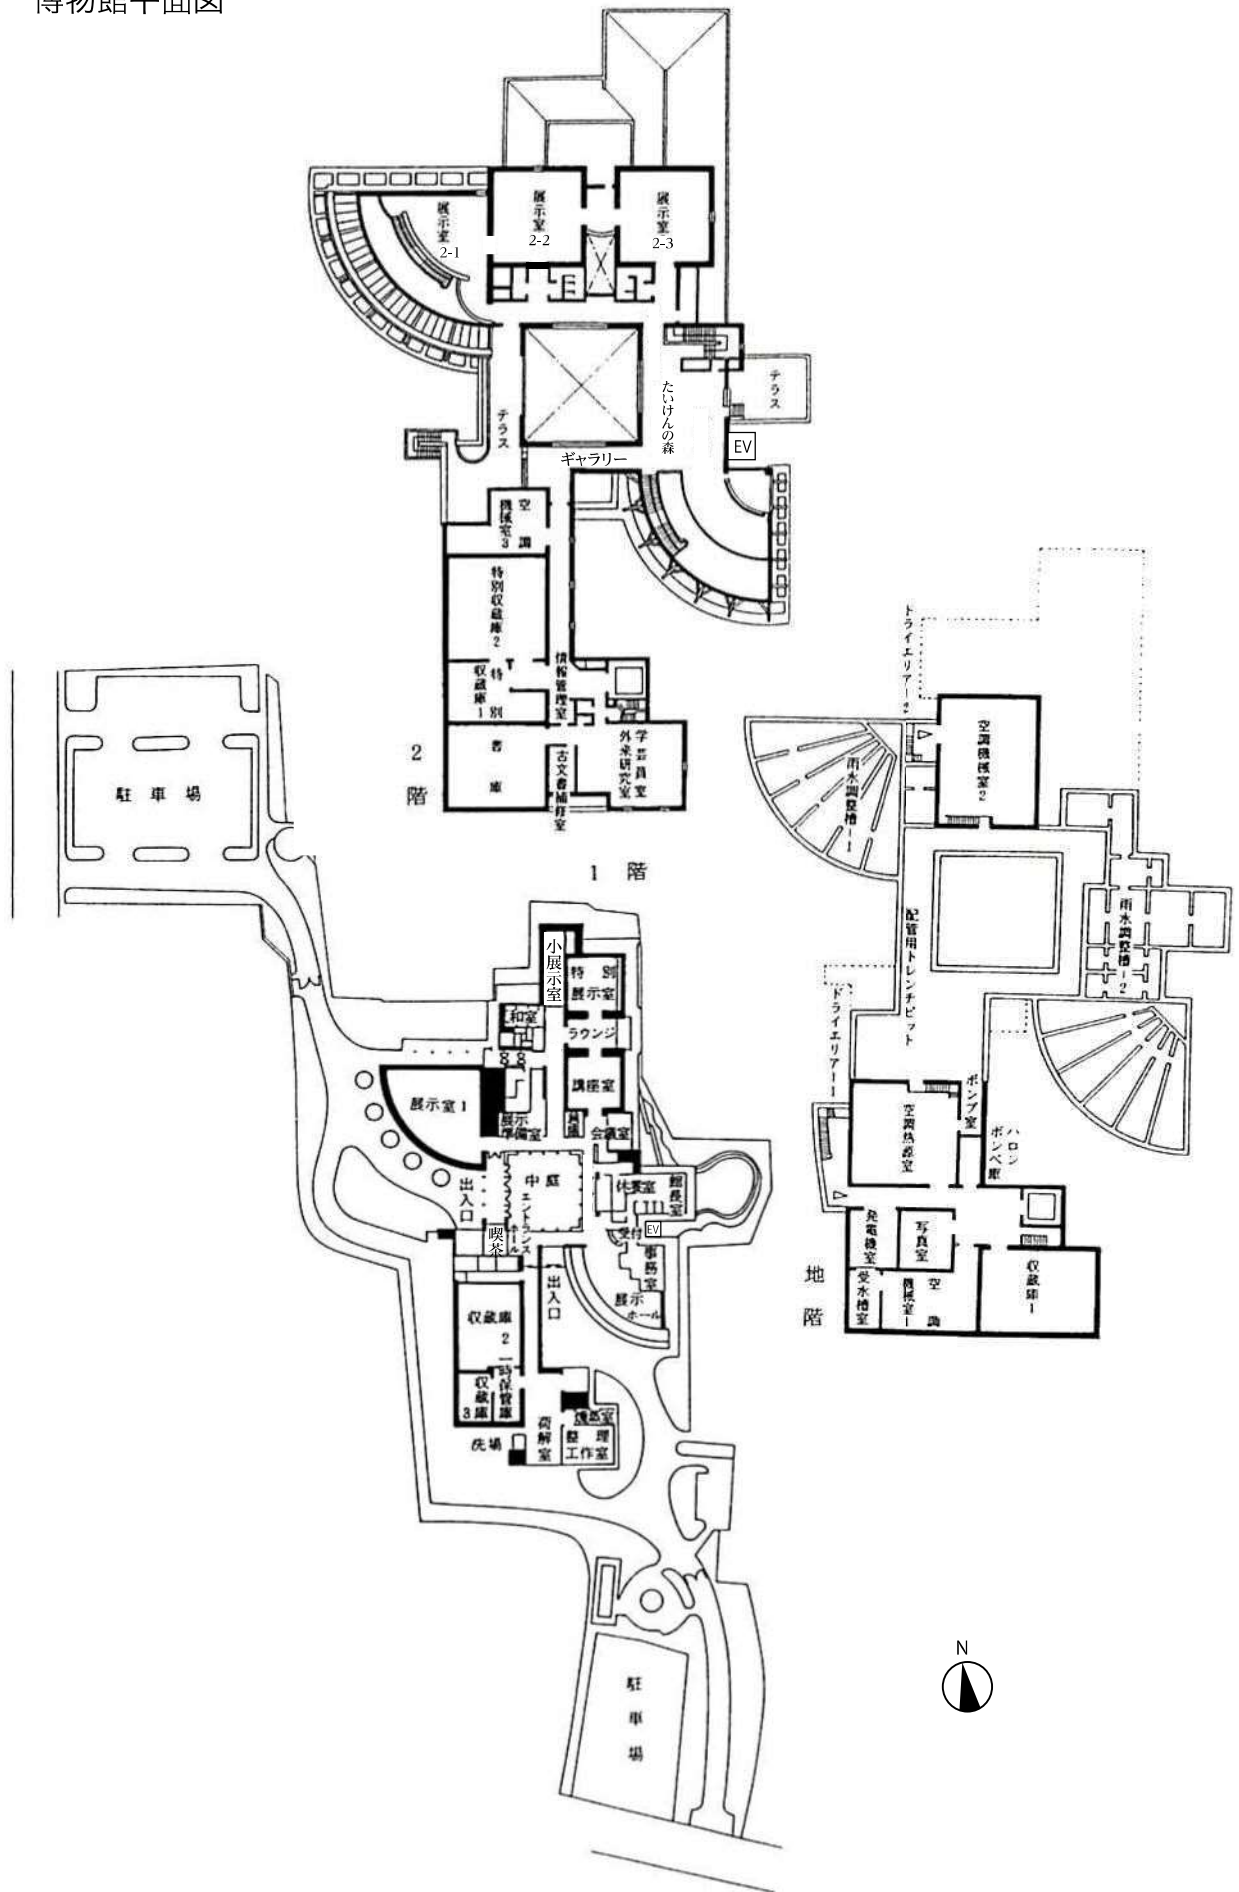 博物館平面図
展示室
2-1
展示室
2-2
展示室
2-3
テラス
たいけんの森
テラス
EV
ギャラリー
空調
機械室3
特別収蔵庫2
特別
収蔵庫1
情報管理室
書庫
古文書補修室
学芸員室
外来研究室
2階
駐車場
1階
小展示室
特別
展示室
和室
ラウンジ
講座室
展示室1
展示
準備室
会議室
中庭
エントランス
ホール
出入口
喫茶
休養室
館長室
受付
EV
事務室
展示
ホール
出入口
収蔵庫
2
一時保管庫
収蔵庫
3
洗場
荷解室
燻蒸室
整理
工作室
駐車場
ドライエリアー2
空調機械室2
雨水調整槽-1
配管用トレンチピット
雨水調整槽-2
ドライエリアー1
空調熱源室
ポンプ室
ハロン
ボンベ庫
発電機室
写真室
受水槽室
空調
機械室1
収蔵庫1
地階
N